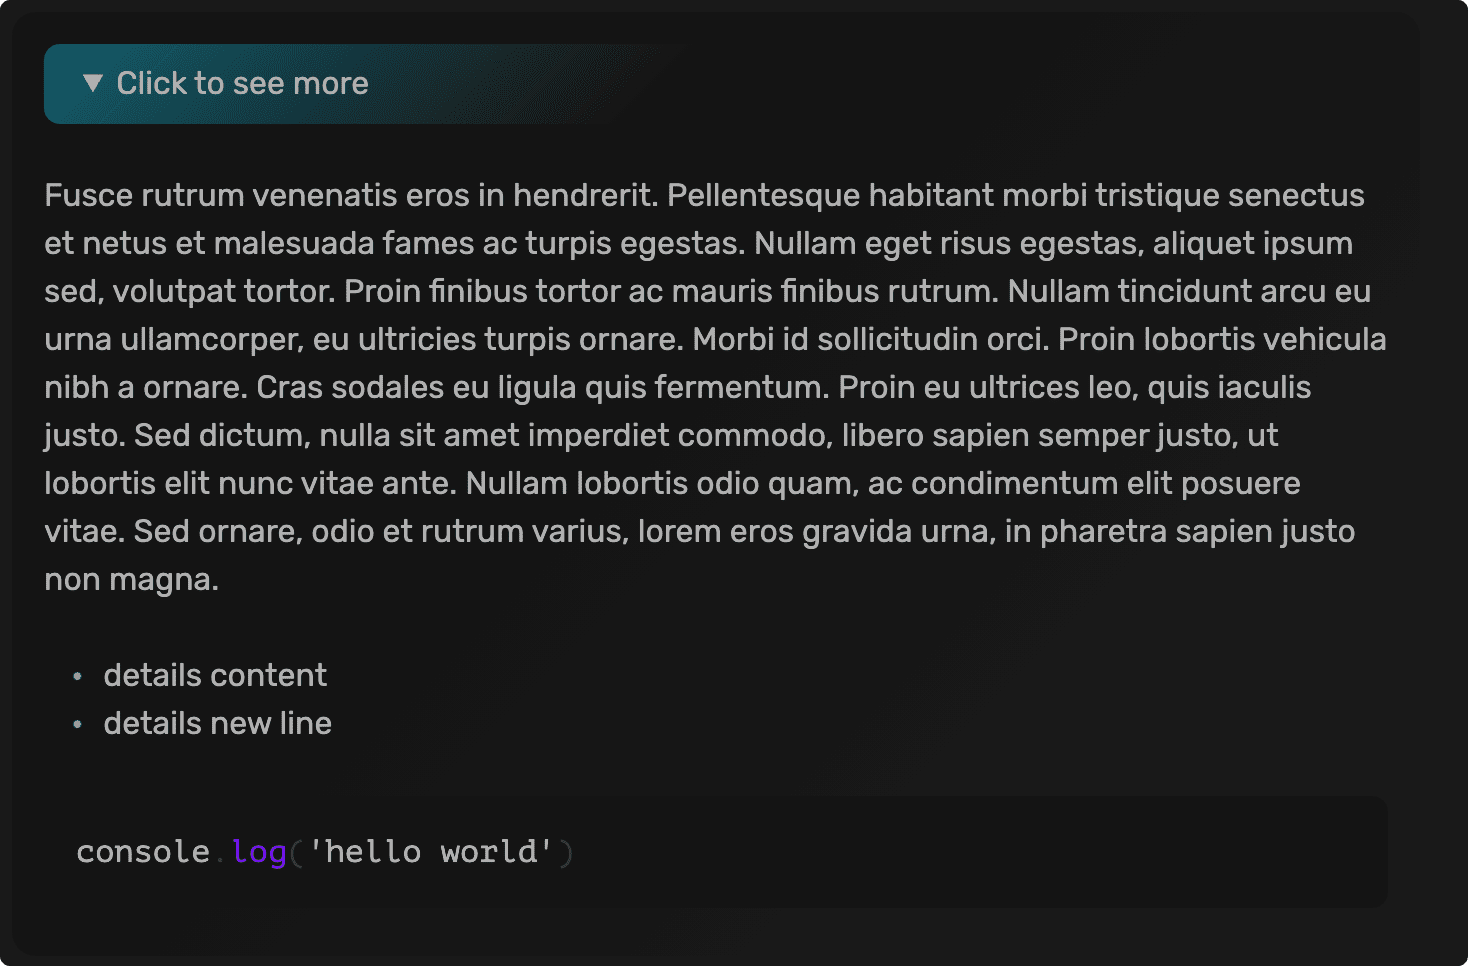 ▼ Click to see more
Fusce rutrum venenatis eros in hendrerit. Pellentesque habitant morbi tristique senectus
et netus et malesuada fames ac turpis egestas. Nullam eget risus egestas, aliquet ipsum
sed, volutpat tortor. Proin finibus tortor ac mauris finibus rutrum. Nullam tincidunt arcu eu
urna ullamcorper, eu ultricies turpis ornare. Morbi id sollicitudin orci. Proin lobortis vehicula
nibh a ornare. Cras sodales eu ligula quis fermentum. Proin eu ultrices leo, quis iaculis
justo. Sed dictum, nulla sit amet imperdiet commodo, libero sapien semper justo, ut
lobortis elit nunc vitae ante. Nullam lobortis odio quam, ac condimentum elit posuere
vitae. Sed ornare, odio et rutrum varius, lorem eros gravida urna, in pharetra sapien justo
non magna.
• details content
• details new line
console.log('hello world')